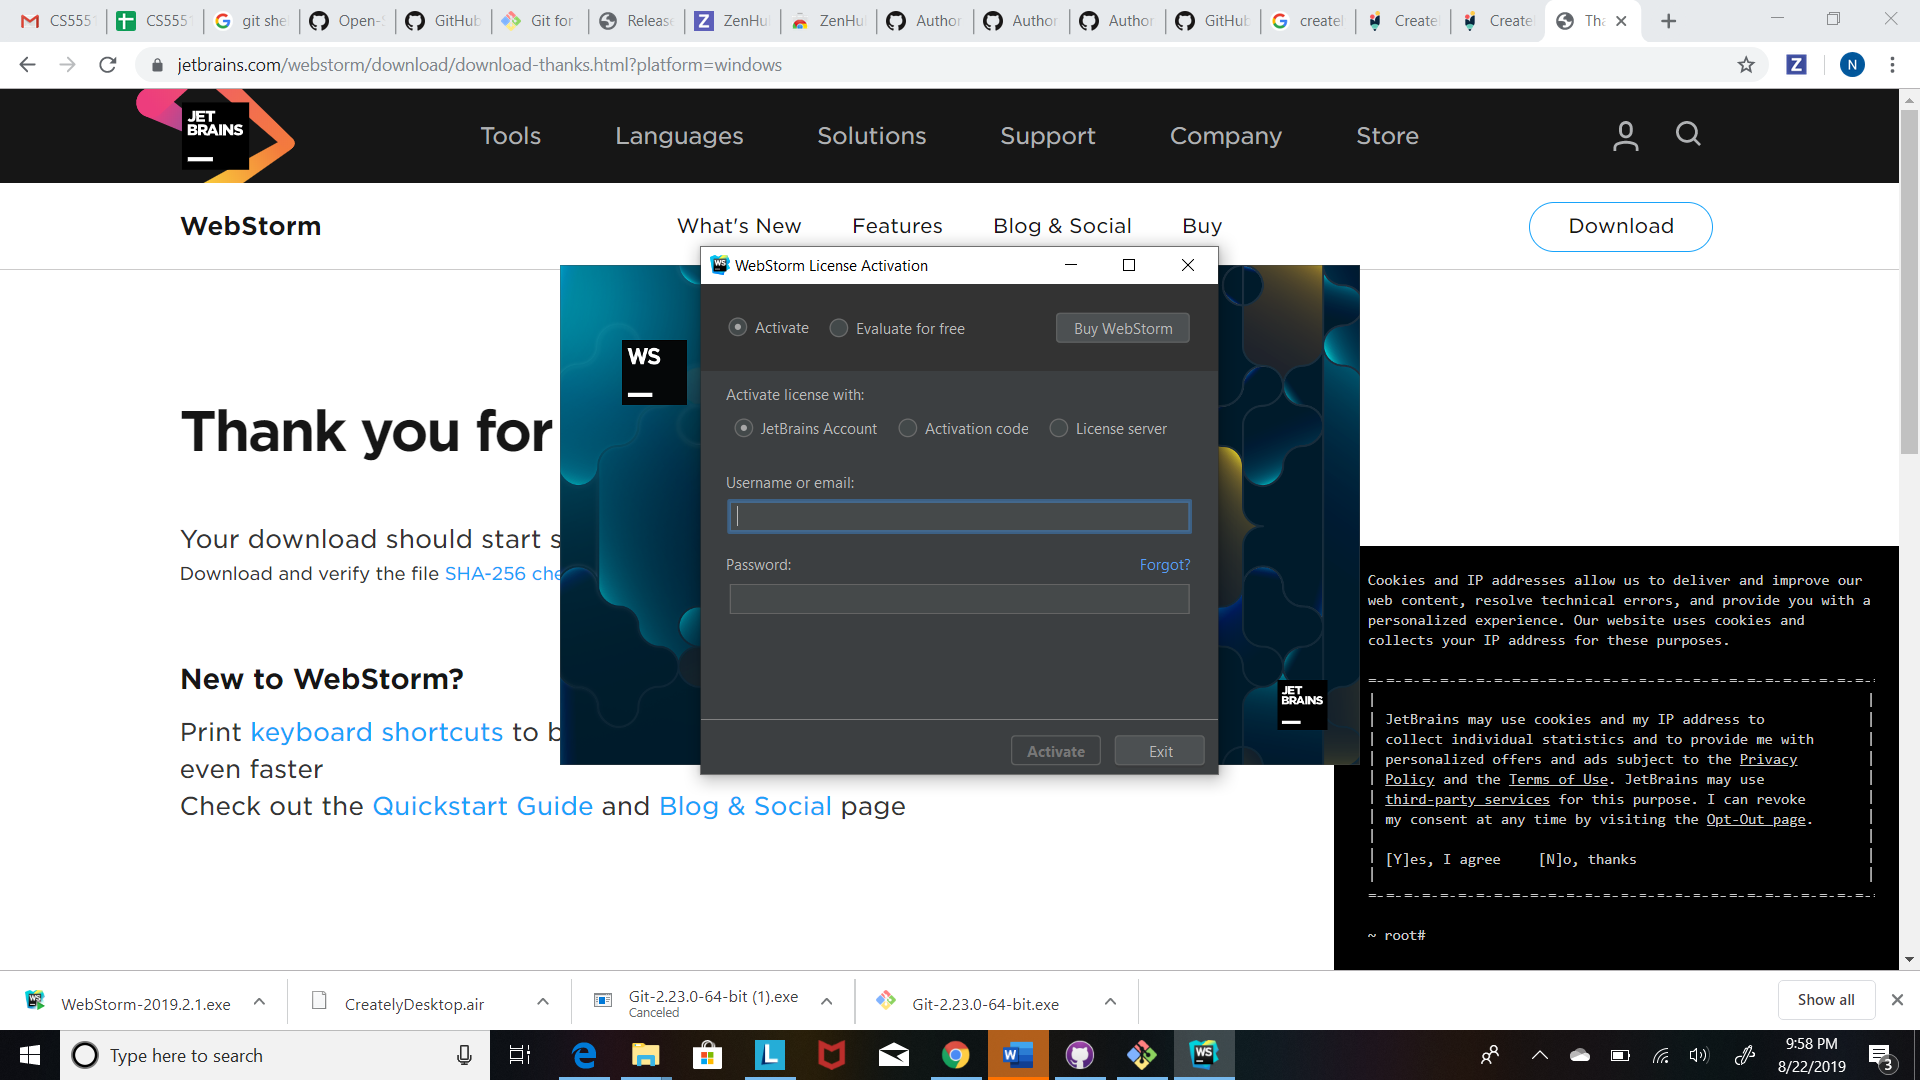 CS555
CS555
git she
Open-S
GitHub
Git for
Release
ZenHu
ZenHu
Author
Author
Author
GitHub
createl
Create
Create
Tha
jetbrains.com/webstorm/download/download-thanks.html?platform=windows
Z
N
JET
BRAINS
Tools
Languages
Solutions
Support
Company
Store
WebStorm
What's New
Features
Blog & Social
Buy
Download
WS WebStorm License Activation
Activate
Evaluate for free
Buy WebStorm
WS
Activate license with:
JetBrains Account
Activation code
License server
Username or email:
Password:
Forgot?
Activate
Exit
JET
BRAINS
Thank you for
Your download should start s
Download and verify the file SHA-256 che
New to WebStorm?
Print keyboard shortcuts to b
even faster
Check out the Quickstart Guide and Blog & Social page
Cookies and IP addresses allow us to deliver and improve our
web content, resolve technical errors, and provide you with a
personalized experience. Our website uses cookies and
collects your IP address for these purposes.
JetBrains may use cookies and my IP address to
collect individual statistics and to provide me with
personalized offers and ads subject to the Privacy
Policy and the Terms of Use. JetBrains may use
third-party services for this purpose. I can revoke
my consent at any time by visiting the Opt-Out page.
[Y]es, I agree [N]o, thanks
~ root#
WebStorm-2019.2.1.exe
CreatelyDesktop.air
Git-2.23.0-64-bit (1).exe
Canceled
Git-2.23.0-64-bit.exe
Show all
Type here to search
9:58 PM
8/22/2019
3